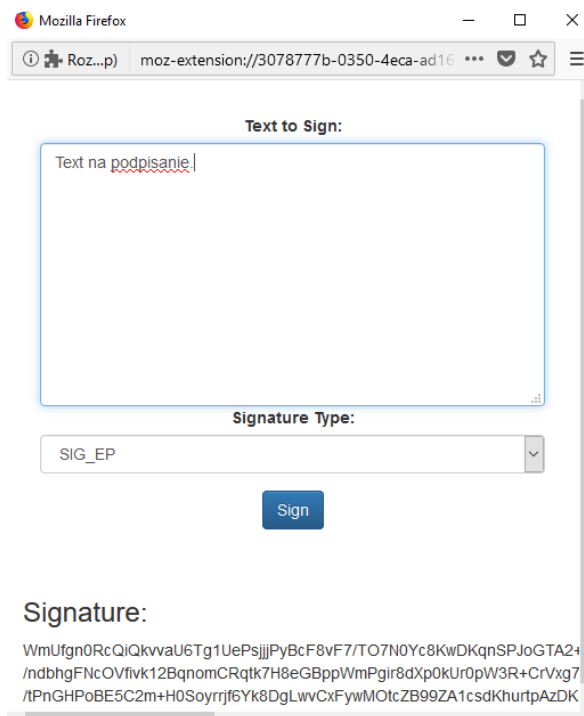 Mozilla Firefox
Roz...p) moz-extension://3078777b-0350-4eca-ad16
Text to Sign:
Text na podpisanie.
Signature Type:
SIG_EP
Sign
Signature:
WmUfgn0RcQiQkvvaU6Tg1UePsjjjPyBcF8vF7/TO7N0Yc8KwDKqnSPJoGTA2+
/ndbhgFNcOVfivk12BqnomCRqtk7H8eGBppWmPgir8dXp0kUr0pW3R+CrVxg7
/tPnGHPoBE5C2m+H0Soyrrjf6Yk8DgLwvCxFywMOtcZB99ZA1csdKhurtpAzDK